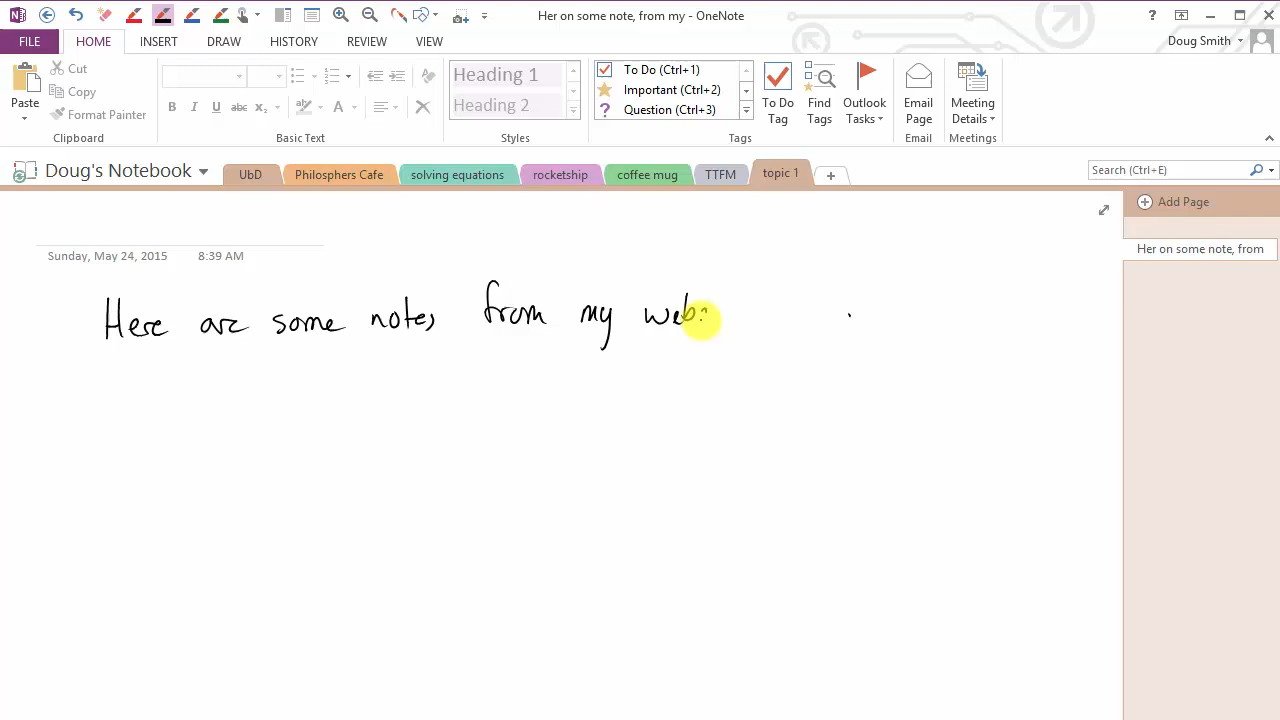 Her on some note, from my - OneNote
FILE HOME INSERT DRAW HISTORY REVIEW VIEW
Doug Smith
Paste
Cut
Copy
Format Painter
Clipboard
B I U abc x₂ A
Basic Text
Heading 1
Heading 2
Styles
To Do (Ctrl+1)
Important (Ctrl+2)
Question (Ctrl+3)
To Do Tag
Find Tags
Outlook Tasks
Tags
Email Page
Email
Meeting Details
Meetings
Doug's Notebook
UbD Philosphers Cafe solving equations rocketship coffee mug TTFM topic 1
Search (Ctrl+E)
Add Page
Her on some note, from
Sunday, May 24, 2015 8:39 AM
Here are some notes from my web